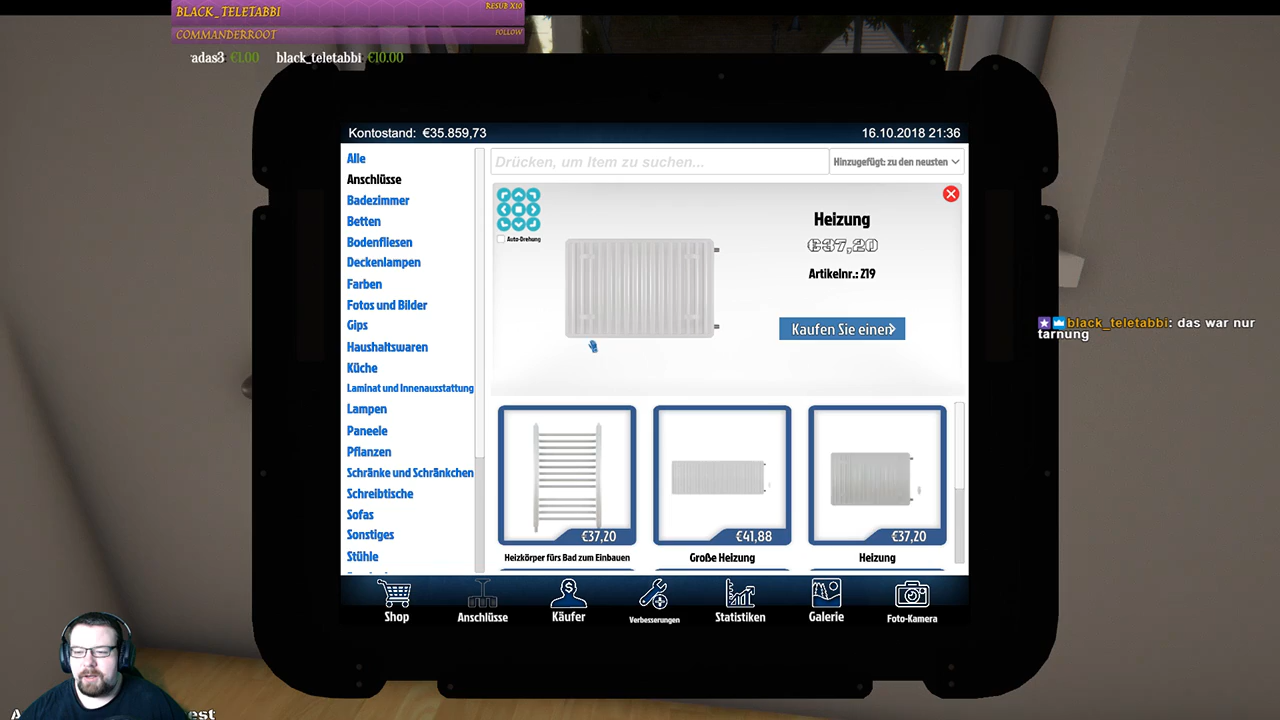 BLACK_TELETABBI
RESUB X10
COMMANDERROOT
FOLLOW
adas3 €1.00 black_teletabbi €10.00
Kontostand: €35.859,73
16.10.2018 21:36
Alle
Anschlüsse
Badezimmer
Betten
Bodenfliesen
Deckenlampen
Farben
Fotos und Bilder
Gips
Haushaltswaren
Küche
Laminat und Innenausstattung
Lampen
Paneele
Pflanzen
Schränke und Schränkchen
Schreibtische
Sofas
Sonstiges
Stühle
Drücken, um Item zu suchen...
Hinzugefügt: zu den neusten
Auto-Drehung
Heizung
€37,20
Artikelnr.: 219
Kaufen Sie einen
€37,20
Heizkörper fürs Bad zum Einbauen
€41,88
Große Heizung
€37,20
Heizung
Shop
Anschlüsse
Käufer
Verbesserungen
Statistiken
Galerie
Foto-Kamera
black_teletabbi: das war nur
tarnung